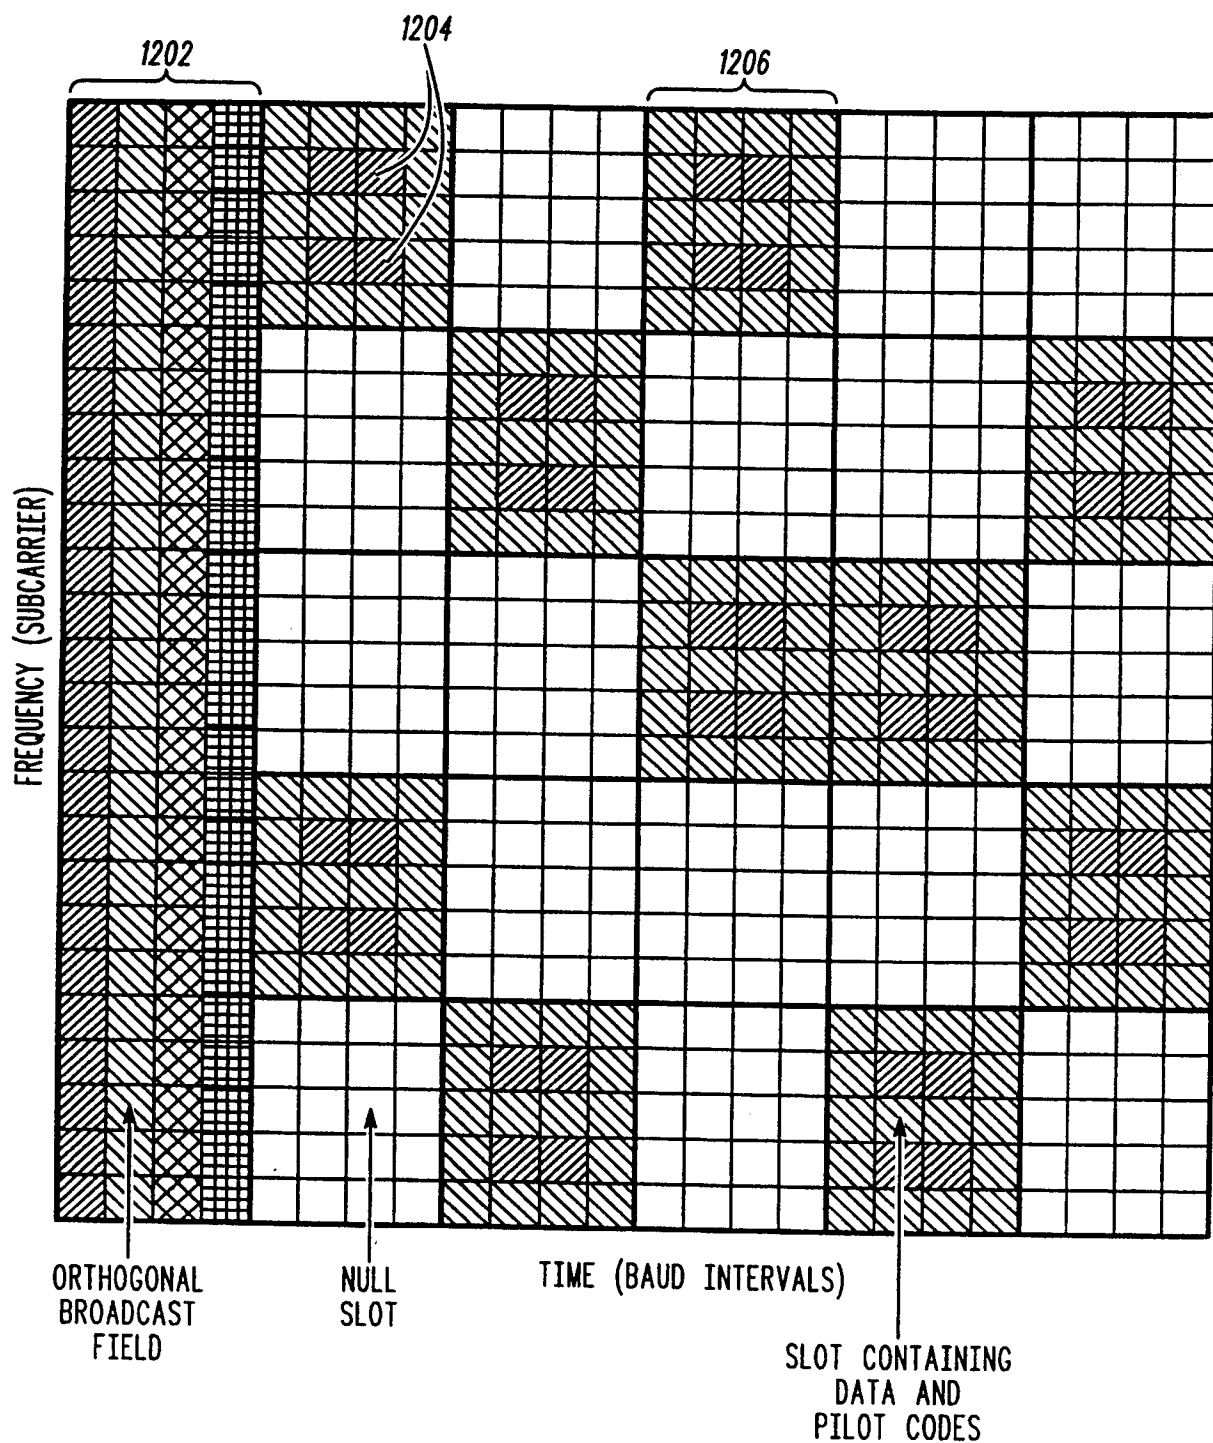 1204
1202
1206
FREQUENCY (SUBCARRIER)
TIME (BAUD INTERVALS)
ORTHOGONAL
BROADCAST
FIELD
NULL
SLOT
SLOT CONTAINING
DATA AND
PILOT CODES